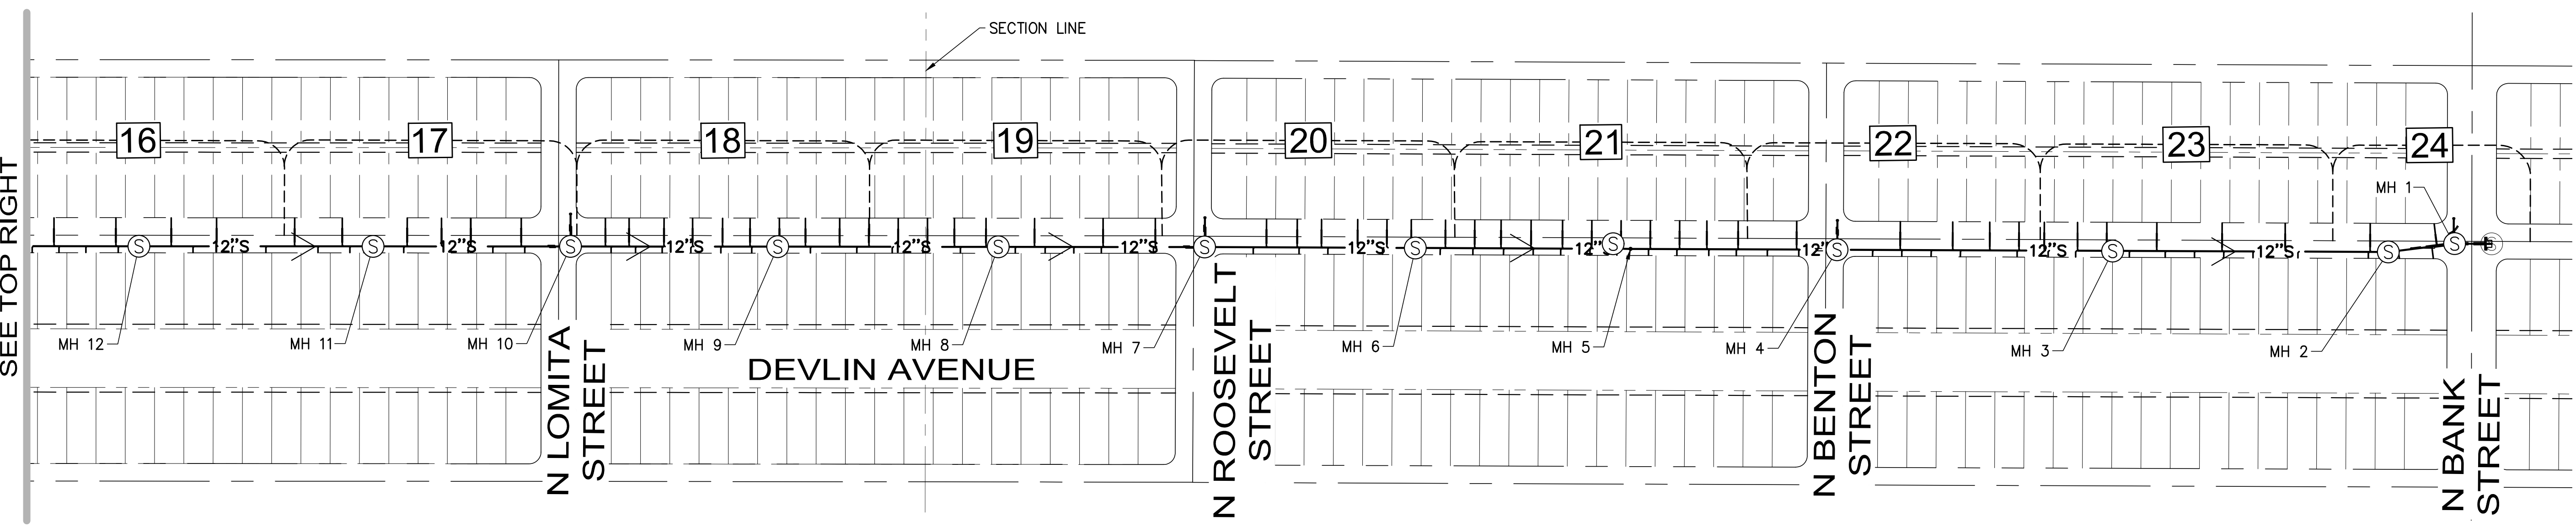 SECTION LINE
SEE TOP RIGHT
16
17
18
19
20
21
22
23
24
MH 1
12"S
12"S
12"S
12"S
12"S
12"S
12"S
12"
12"S
12"S
S
S
S
S
S
S
S
S
S
S
S
S
S
MH 12
MH 11
MH 10
MH 9
MH 8
MH 7
MH 6
MH 5
MH 4
MH 3
MH 2
DEVLIN AVENUE
N LOMITA
STREET
N ROOSEVELT
STREET
N BENTON
STREET
N BANK
STREET